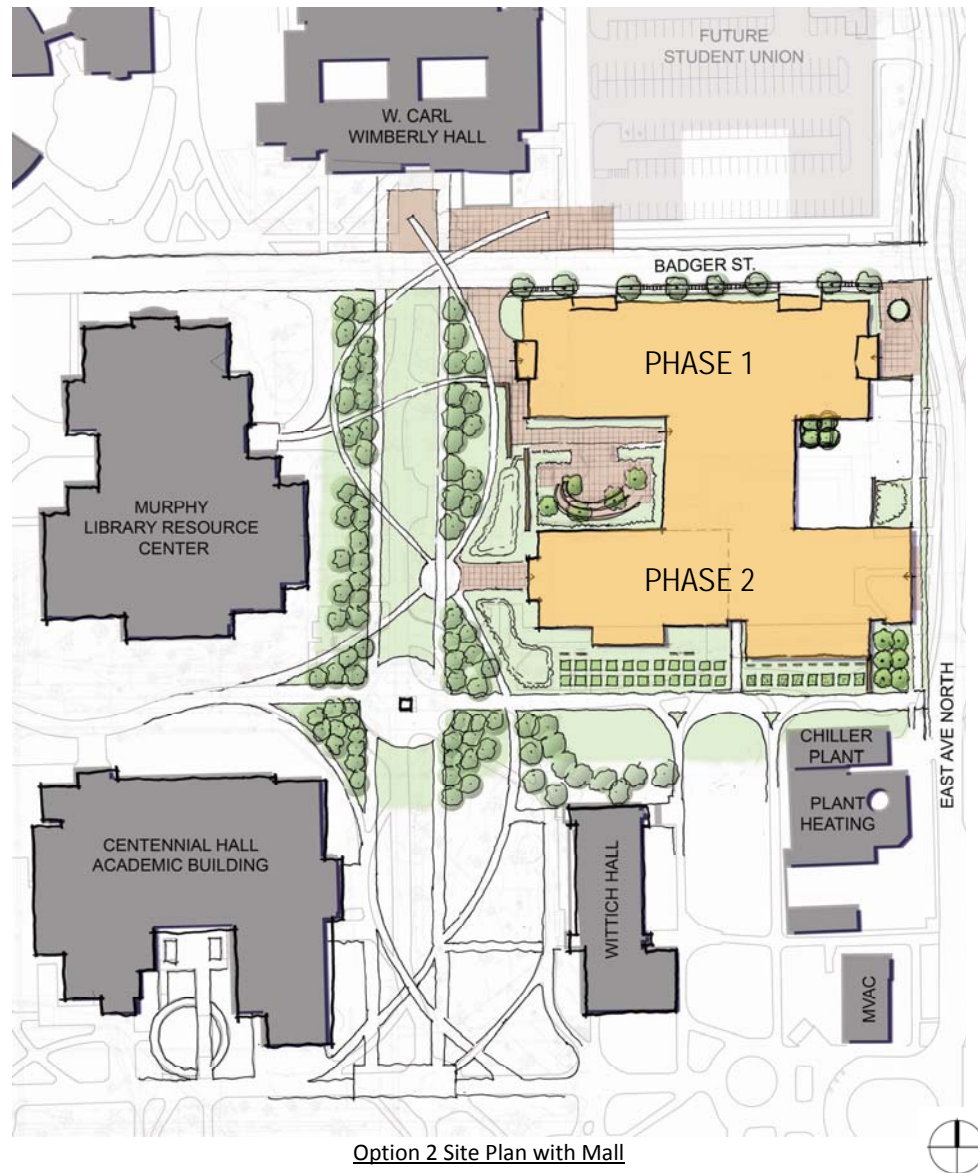 FUTURE
STUDENT UNION
W. CARL
WIMBERLY HALL
BADGER ST.
PHASE 1
MURPHY
LIBRARY RESOURCE
CENTER
PHASE 2
EAST AVE NORTH
CHILLER
PLANT
PLANT
HEATING
CENTENNIAL HALL
ACADEMIC BUILDING
WITTICH HALL
MVAC
Option 2 Site Plan with Mall